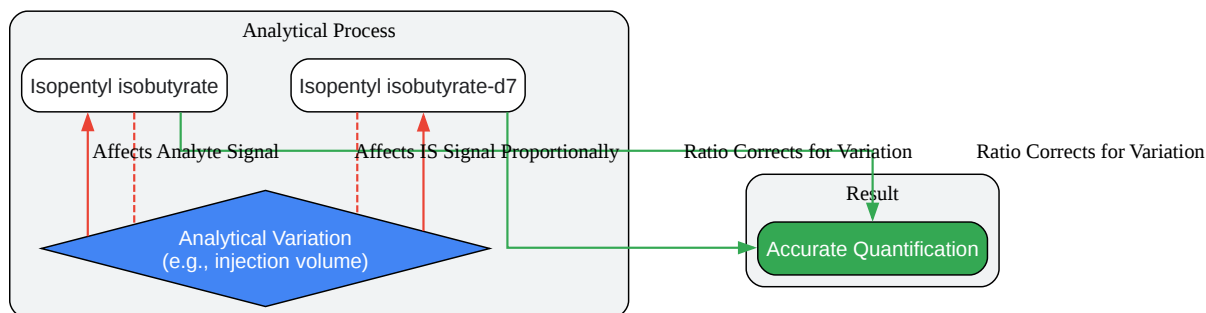 Analytical Process
Isopentyl isobutyrate
Isopentyl isobutyrate-d7
Affects Analyte Signal
Affects IS Signal Proportionally
Ratio Corrects for Variation
Ratio Corrects for Variation
Result
Analytical Variation
(e.g., injection volume)
Accurate Quantification